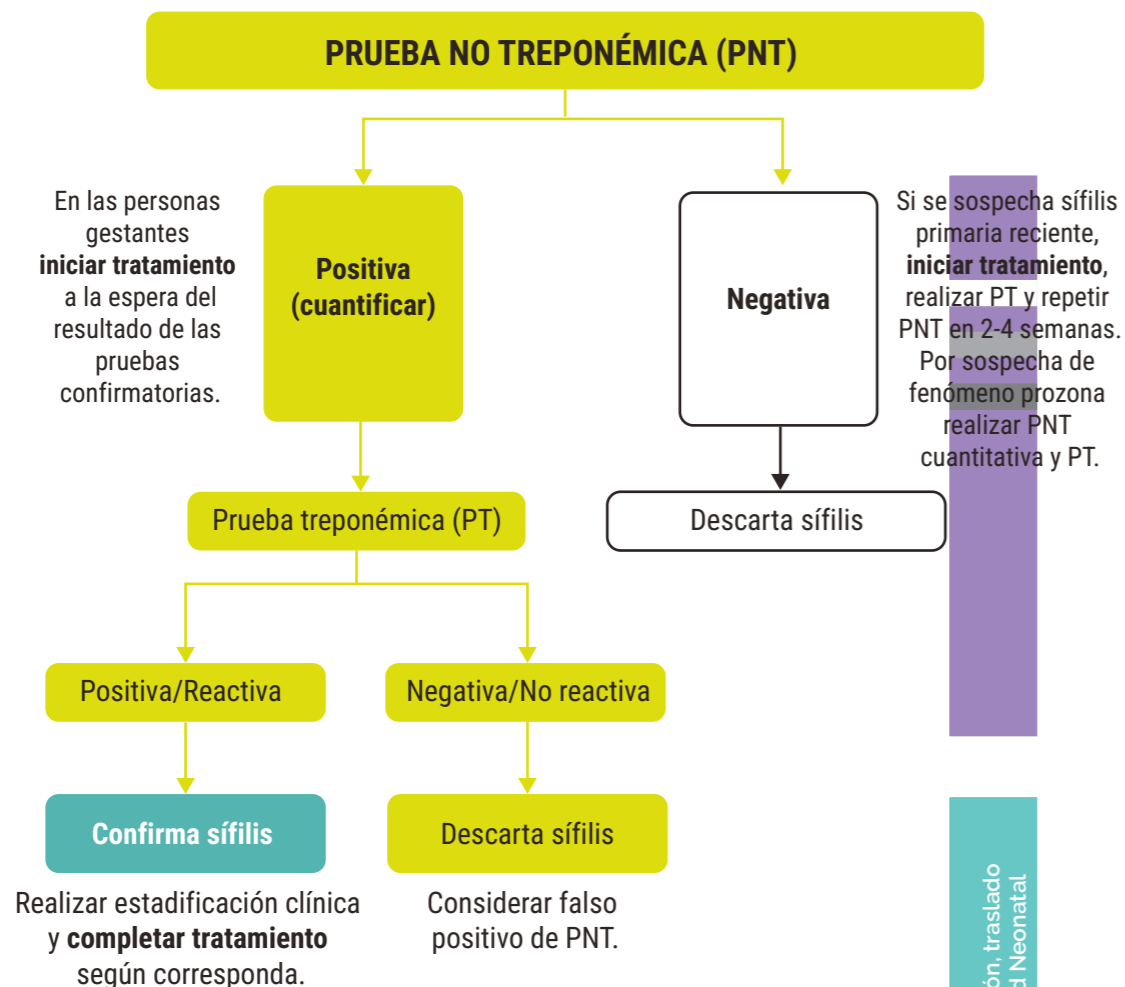 PRUEBA NO TREPONÉMICA (PNT)
En las personas
gestantes
iniciar tratamiento
a la espera del
resultado de las
pruebas
confirmatorias.
Positiva
(cuantificar)
Negativa
Si se sospecha sífilis
primaria reciente,
iniciar tratamiento,
realizar PT y repetir
PNT en 2-4 semanas.
Por sospecha de
fenómeno prozona
realizar PNT
cuantitativa y PT.
Prueba treponémica (PT)
Descarta sífilis
Positiva/Reactiva
Negativa/No reactiva
Confirma sífilis
Descarta sífilis
Realizar estadificación clínica
y completar tratamiento
según corresponda.
Considerar falso
positivo de PNT.
traslado
Neonatal